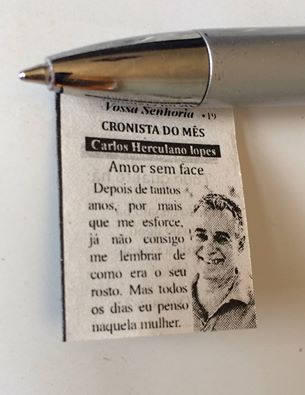 Vossa Senhoria • 19
CRONISTA DO MÊS
Carlos Herculano lopes
Amor sem face
Depois de tantos
anos, por mais
que me esforce,
já não consigo
me lembrar de
como era o seu
rosto. Mas todos
os dias eu penso
naquela mulher.